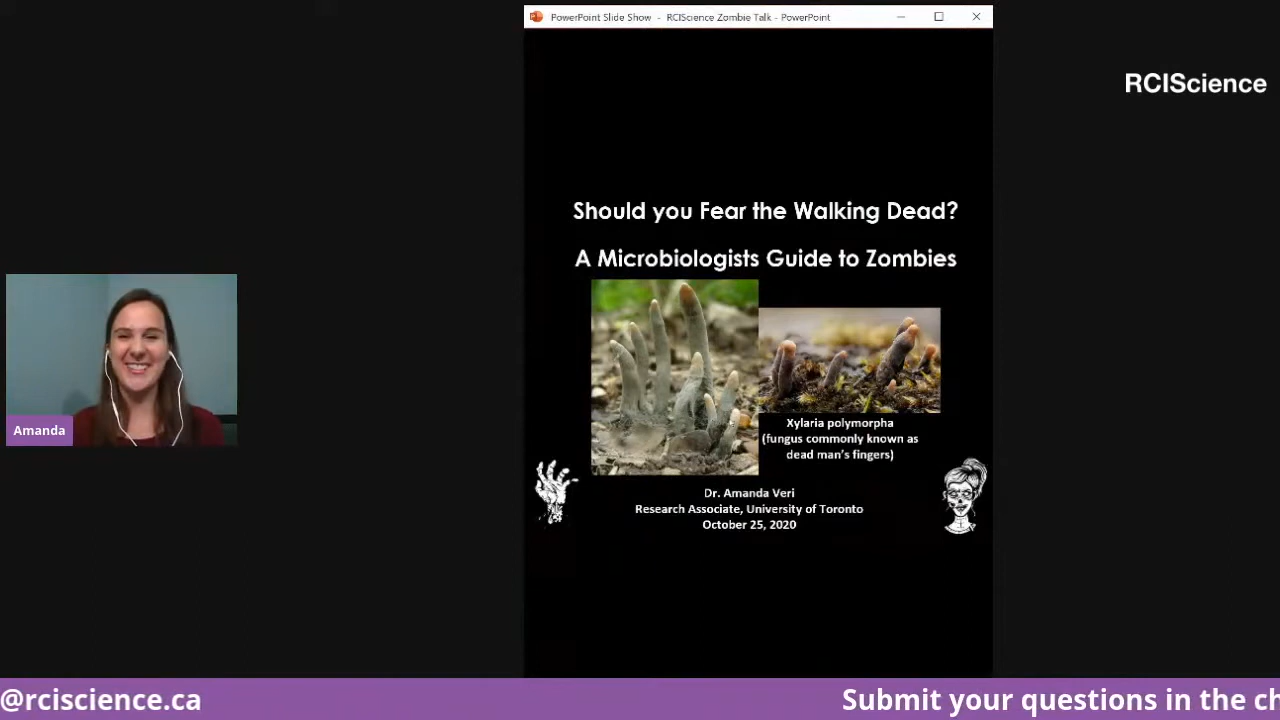 PowerPoint Slide Show - RCIScience Zombie Talk - PowerPoint
RCIScience
Should you Fear the Walking Dead?
A Microbiologists Guide to Zombies
Xylaria polymorpha
(fungus commonly known as
dead man's fingers)
Amanda
Dr. Amanda Veri
Research Associate, University of Toronto
October 25, 2020
@rciscience.ca
Submit your questions in the ch